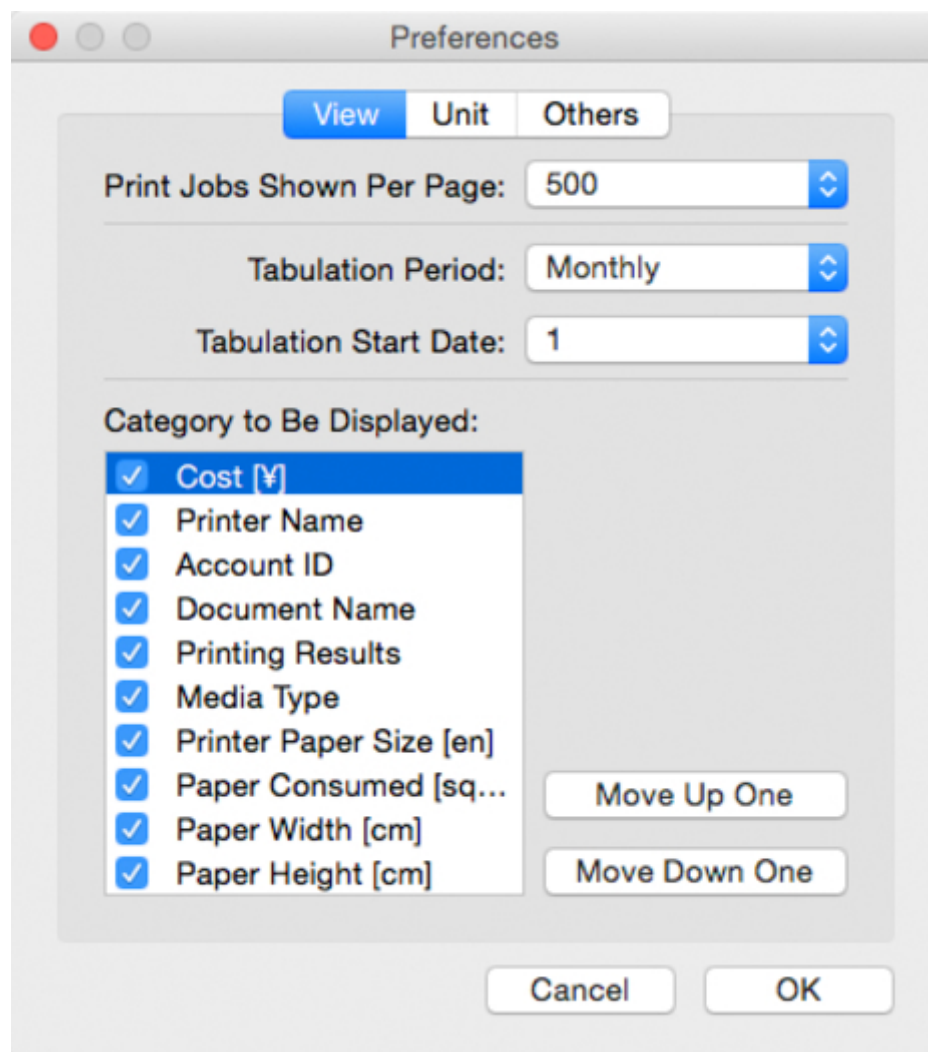 Preferences
View Unit Others
Print Jobs Shown Per Page: 500
Tabulation Period: Monthly
Tabulation Start Date: 1
Category to Be Displayed:
Cost [¥]
Printer Name
Account ID
Document Name
Printing Results
Media Type
Printer Paper Size [en]
Paper Consumed [sq...
Paper Width [cm]
Paper Height [cm]
Move Up One
Move Down One
Cancel OK